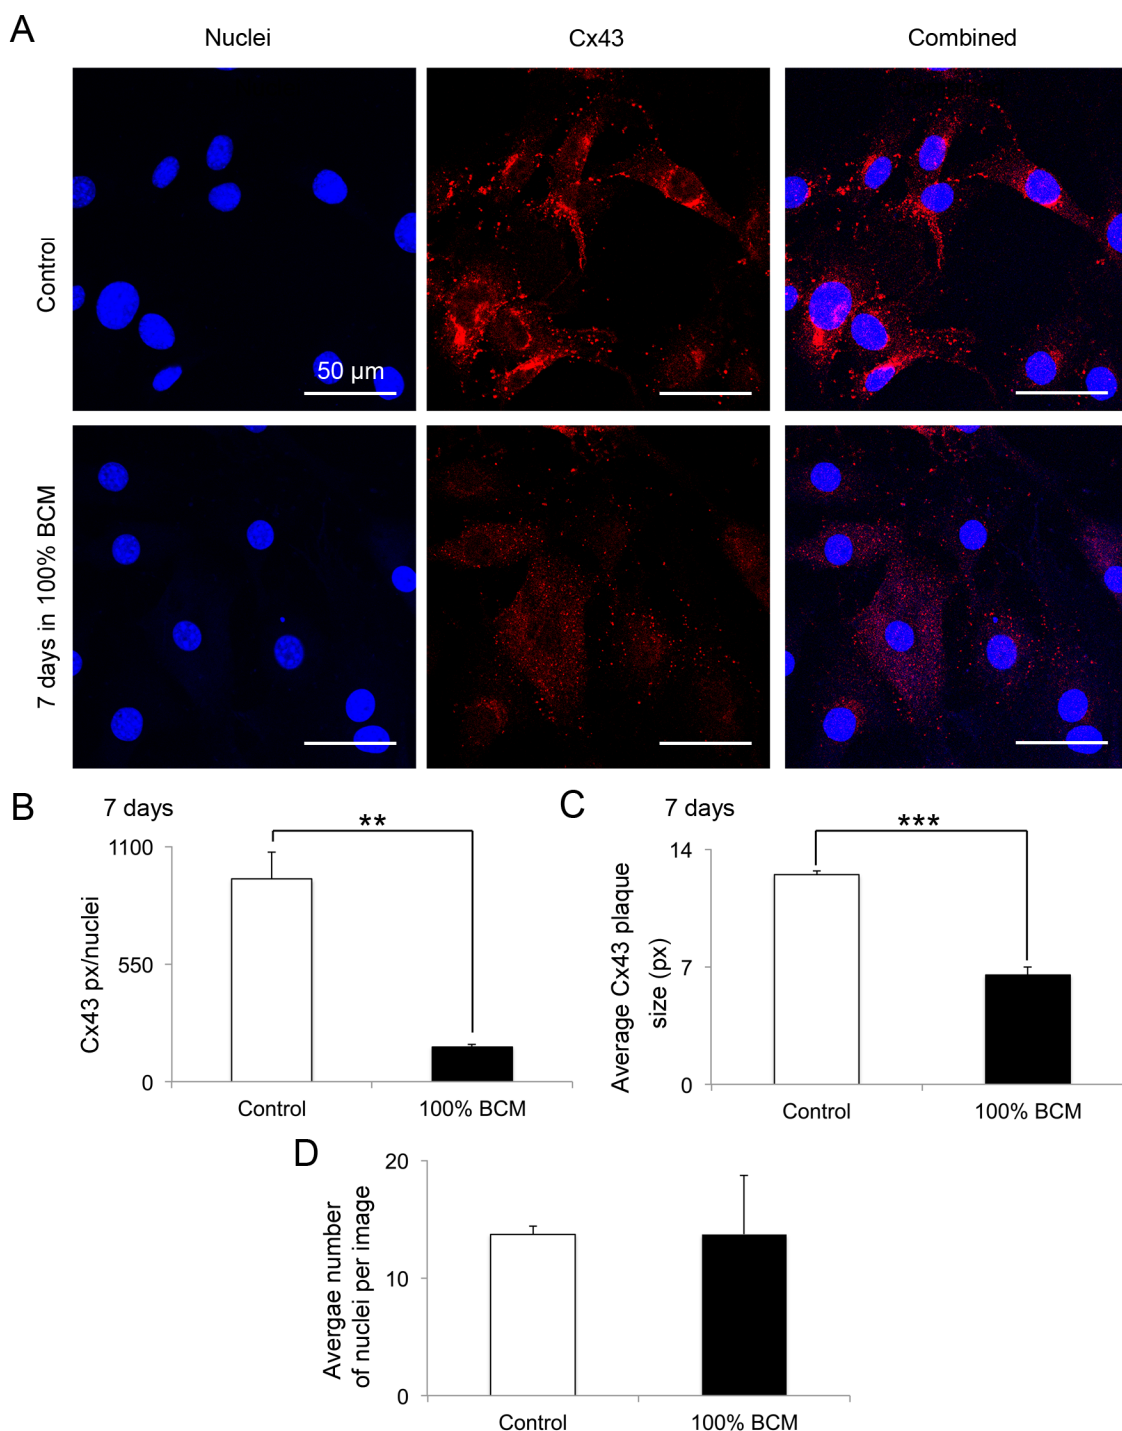 A
Nuclei
Cx43
Combined
Control
50 µm
7 days in 100% BCM
B
7 days
**
1100
550
0
Cx43 px/nuclei
Control
100% BCM
C
7 days
***
14
7
0
Average Cx43 plaque
size (px)
Control
100% BCM
D
20
10
0
Avergae number
of nuclei per image
Control
100% BCM